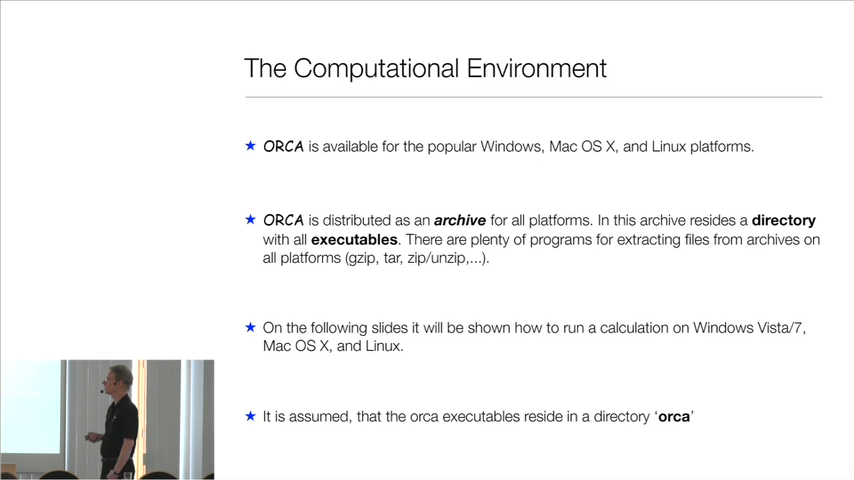 The Computational Environment
★ ORCA is available for the popular Windows, Mac OS X, and Linux platforms.
★ ORCA is distributed as an archive for all platforms. In this archive resides a directory
with all executables. There are plenty of programs for extracting files from archives on
all platforms (gzip, tar, zip/unzip,...).
★ On the following slides it will be shown how to run a calculation on Windows Vista/7,
Mac OS X, and Linux.
★ It is assumed, that the orca executables reside in a directory ‘orca’